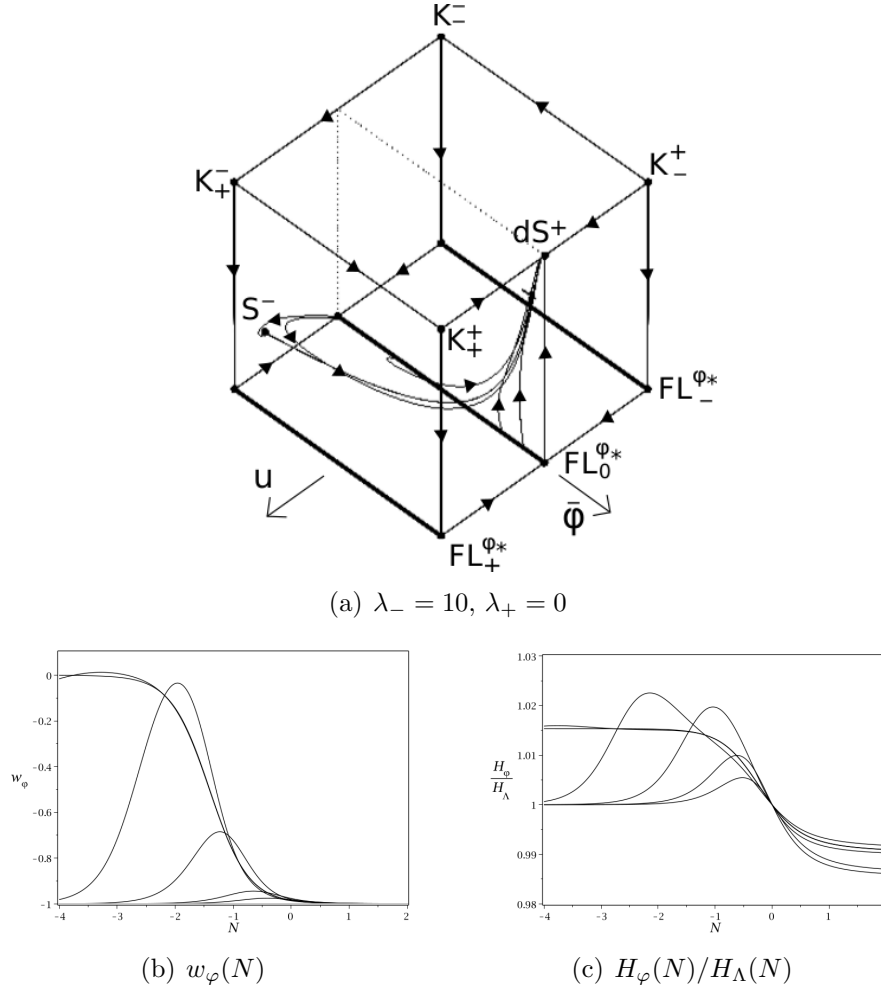 K₋⁻
K₊⁻
K₋⁺
dS⁺
S⁻
K₊⁺
FL₋^φ*
FL₀^φ*
u
φ̄
FL₊^φ*
(a) λ₋ = 10, λ₊ = 0
0
-0.2
-0.4
w_φ
-0.6
-0.8
-1
-4 -3 -2 -1 0 1 2
N
(b) w_φ(N)
1.03
1.02
1.01
H_φ
H_Λ
1
0.99
0.98
-4 -3 -2 -1 0 1 2
N
(c) H_φ(N)/H_Λ(N)